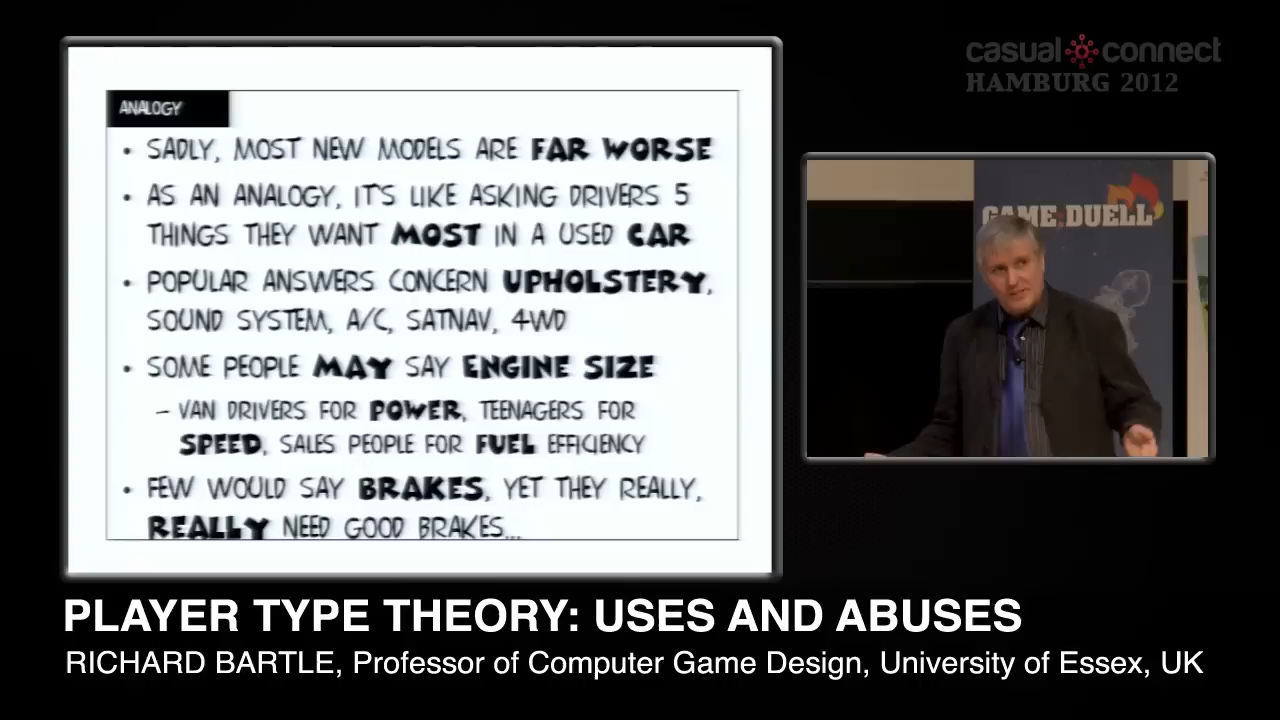 casual connect
HAMBURG 2012
ANALOGY
• SADLY, MOST NEW MODELS ARE FAR WORSE
• AS AN ANALOGY, IT'S LIKE ASKING DRIVERS 5
THINGS THEY WANT MOST IN A USED CAR
• POPULAR ANSWERS CONCERN UPHOLSTERY,
SOUND SYSTEM, A/C, SATNAV, 4WD
• SOME PEOPLE MAY SAY ENGINE SIZE
– VAN DRIVERS FOR POWER, TEENAGERS FOR
SPEED, SALES PEOPLE FOR FUEL EFFICIENCY
• FEW WOULD SAY BRAKES, YET THEY REALLY,
REALLY NEED GOOD BRAKES...
GAME DUELL
PLAYER TYPE THEORY: USES AND ABUSES
RICHARD BARTLE, Professor of Computer Game Design, University of Essex, UK